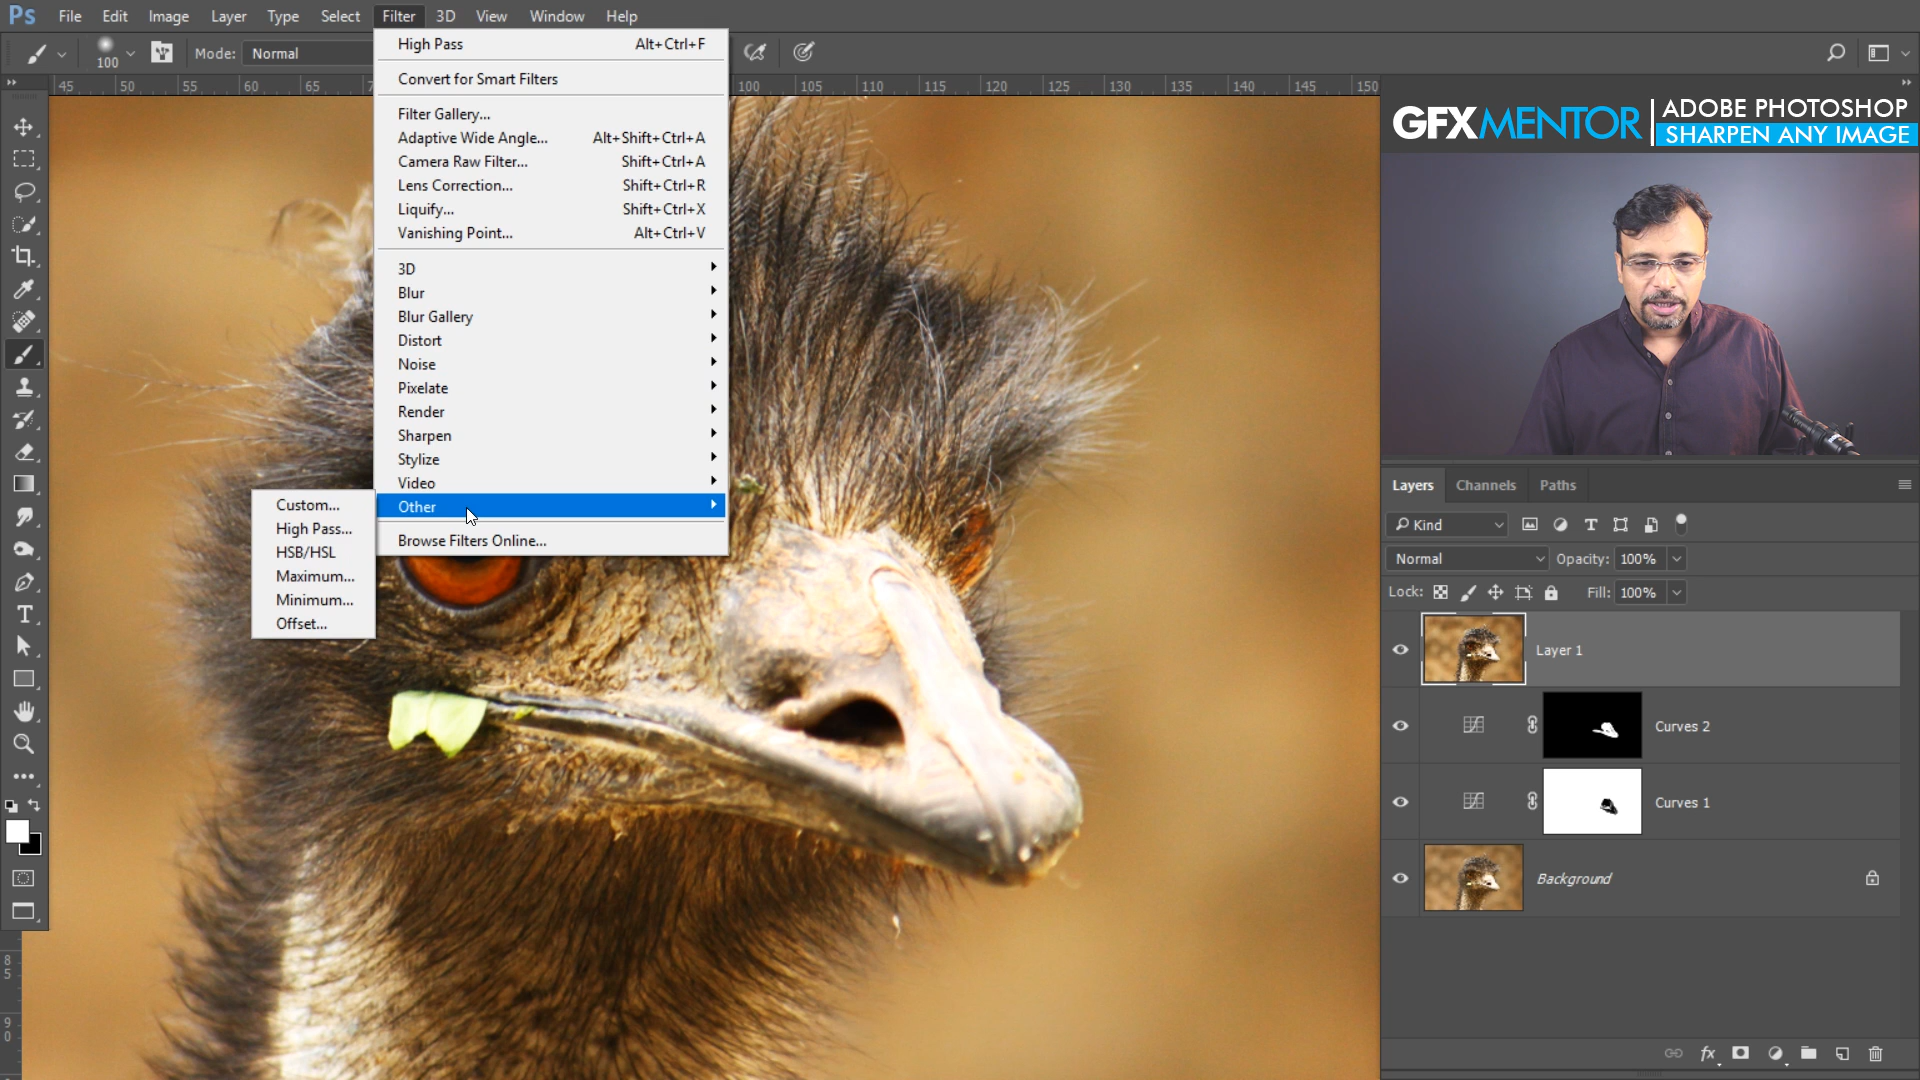 Ps File Edit Image Layer Type Select Filter 3D View Window Help
100 Mode: Normal
45 50 55 60 65 7 100 105 110 115 120 125 130 135 140 145 150
High Pass Alt+Ctrl+F
Convert for Smart Filters
Filter Gallery...
Adaptive Wide Angle... Alt+Shift+Ctrl+A
Camera Raw Filter... Shift+Ctrl+A
Lens Correction... Shift+Ctrl+R
Liquify... Shift+Ctrl+X
Vanishing Point... Alt+Ctrl+V
3D
Blur
Blur Gallery
Distort
Noise
Pixelate
Render
Sharpen
Stylize
Video
Other
Browse Filters Online...
Custom...
High Pass...
HSB/HSL
Maximum...
Minimum...
Offset...
85
90
GFXMENTOR
ADOBE PHOTOSHOP
SHARPEN ANY IMAGE
Layers Channels Paths
Kind
Normal Opacity: 100%
Lock: Fill: 100%
Layer 1
Curves 2
Curves 1
Background
fx